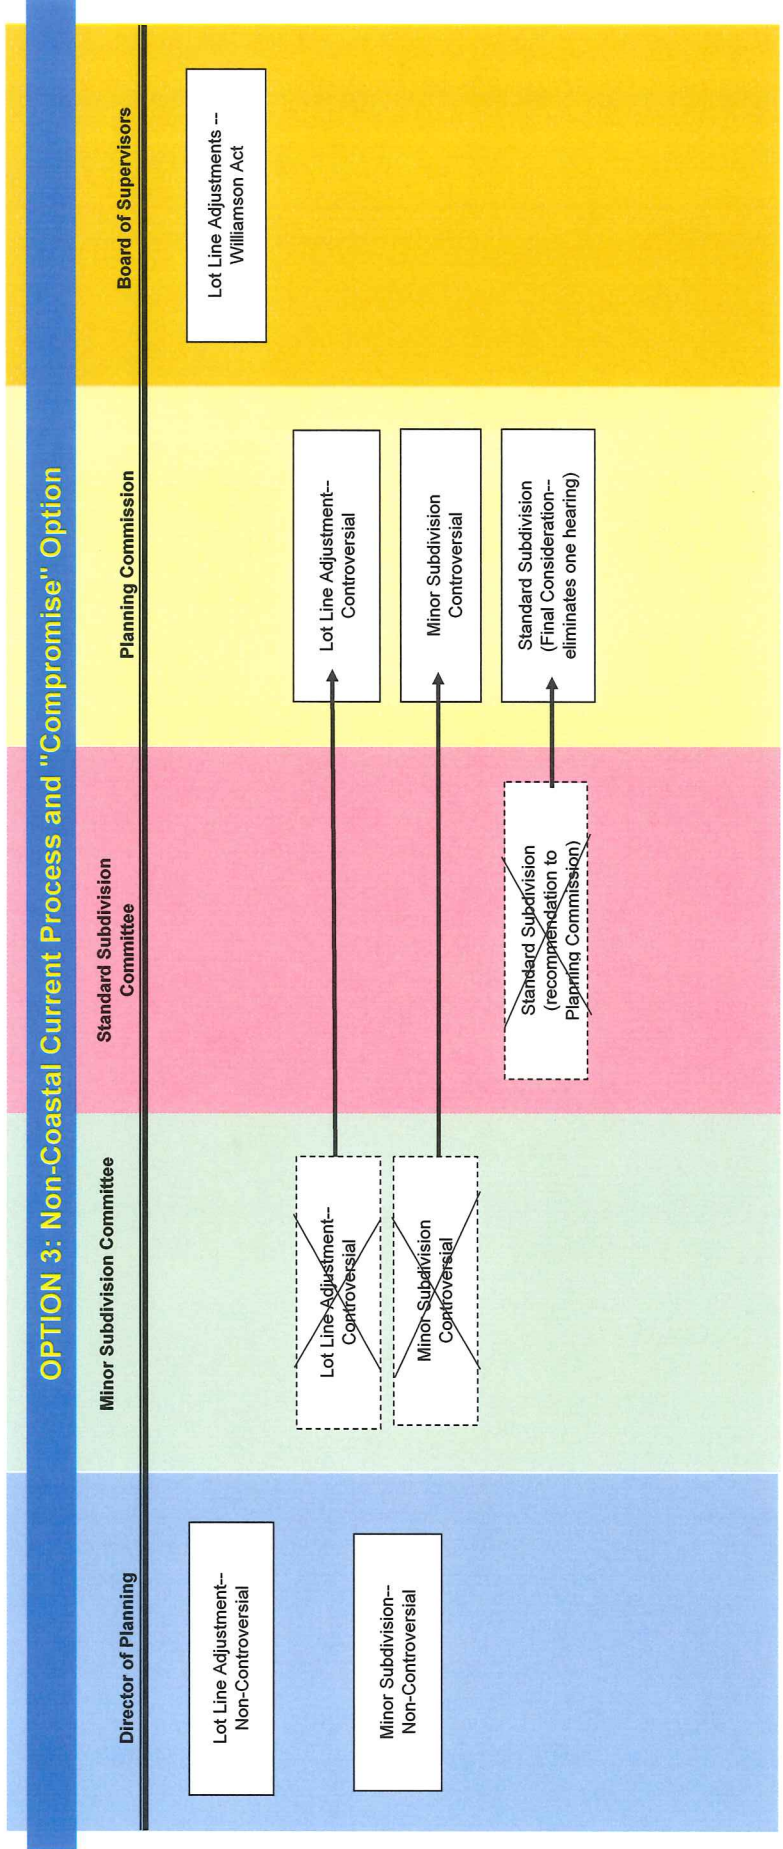 OPTION 3: Non-Coastal Current Process and "Compromise" Option
Director of Planning
Minor Subdivision Committee
Standard Subdivision
Committee
Planning Commission
Board of Supervisors
Lot Line Adjustment--
Non-Controversial
Minor Subdivision--
Non-Controversial
Lot Line Adjustment--
Controversial
Minor Subdivision
Controversial
Standard Subdivision
(recommendation to
Planning Commission)
Lot Line Adjustment--
Controversial
Minor Subdivision
Controversial
Standard Subdivision
(Final Consideration--
eliminates one hearing)
Lot Line Adjustments --
Williamson Act